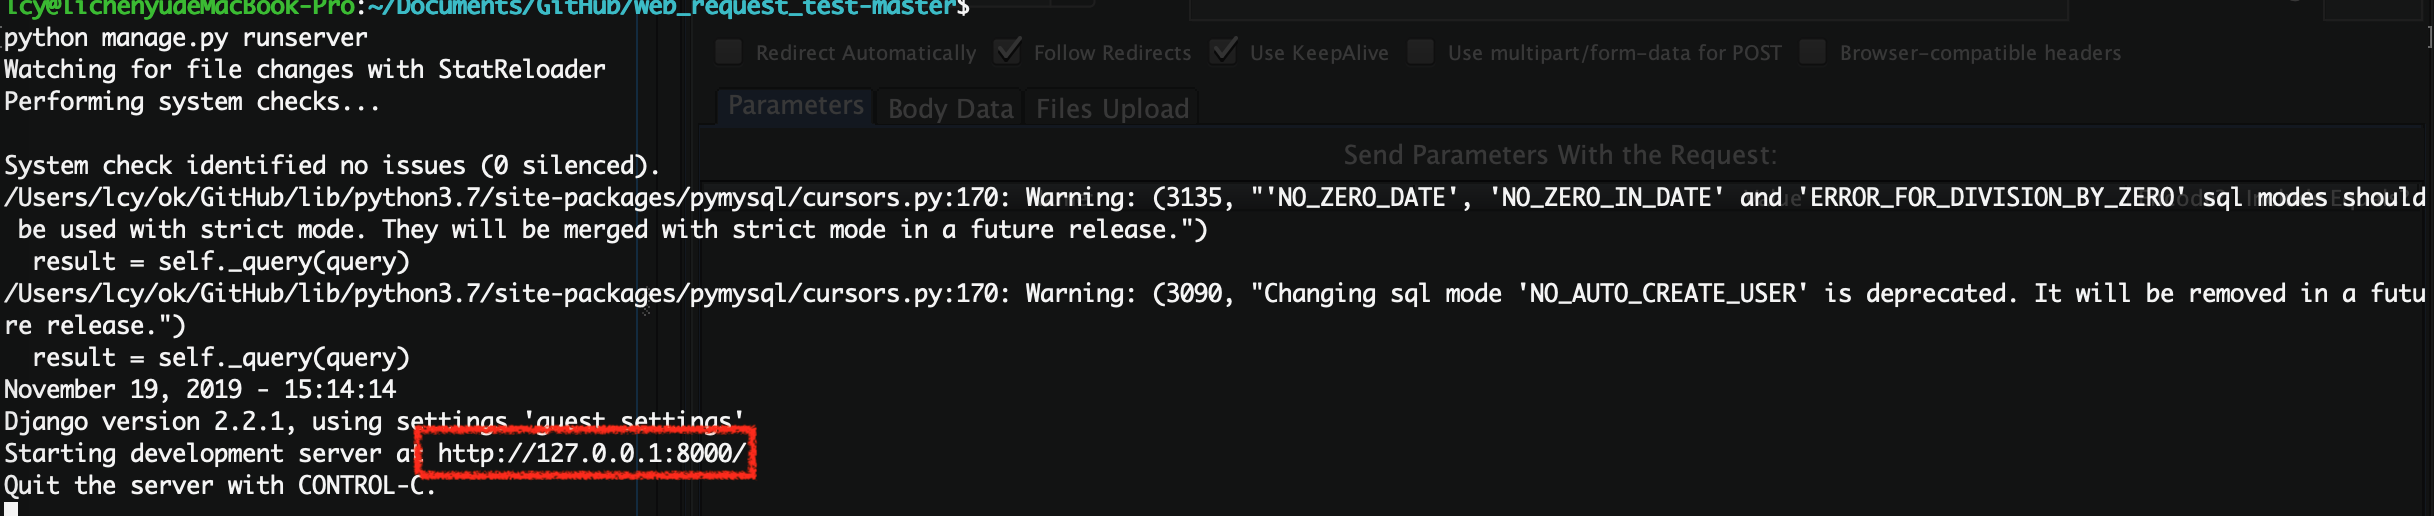 lcy@lichenyudeMacBook-Pro:~/Documents/GitHub/web_request_test-master$
python manage.py runserver
Watching for file changes with StatReloader
Performing system checks...
System check identified no issues (0 silenced).
/Users/lcy/ok/GitHub/lib/python3.7/site-packages/pymysql/cursors.py:170: Warning: (3135, "'NO_ZERO_DATE', 'NO_ZERO_IN_DATE' and 'ERROR_FOR_DIVISION_BY_ZERO' sql modes should
be used with strict mode. They will be merged with strict mode in a future release.")
result = self._query(query)
/Users/lcy/ok/GitHub/lib/python3.7/site-packages/pymysql/cursors.py:170: Warning: (3090, "Changing sql mode 'NO_AUTO_CREATE_USER' is deprecated. It will be removed in a futu
re release.")
result = self._query(query)
November 19, 2019 - 15:14:14
Django version 2.2.1, using settings 'guest.settings'
Starting development server at http://127.0.0.1:8000/
Quit the server with CONTROL-C.
Redirect Automatically Follow Redirects Use KeepAlive Use multipart/form-data for POST Browser-compatible headers
Parameters Body Data Files Upload
Send Parameters With the Request: